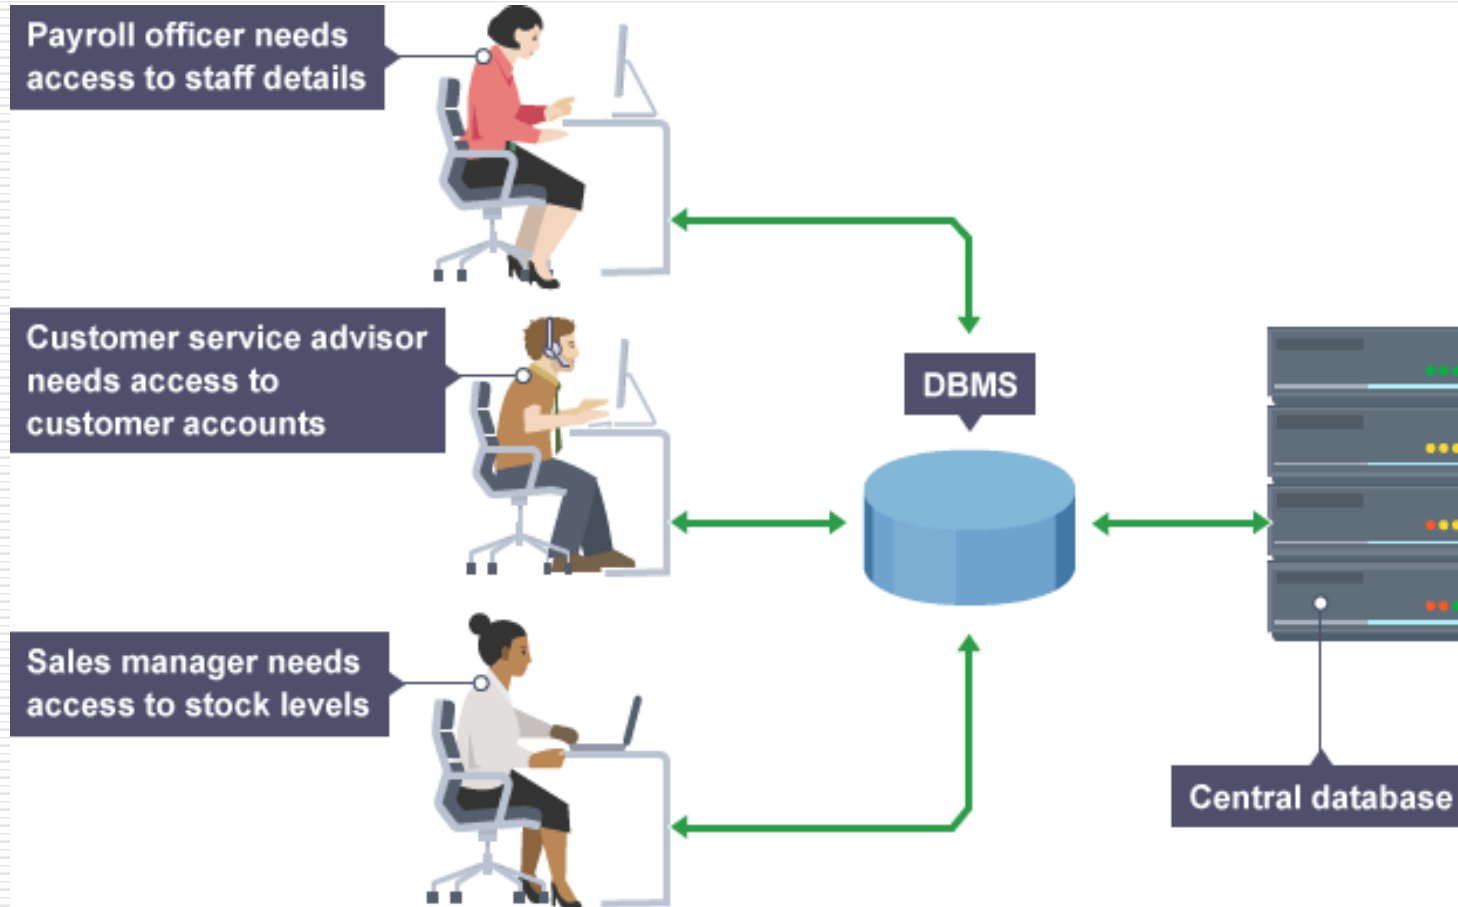 Payroll officer needs
access to staff details
Customer service advisor
needs access to
customer accounts
DBMS
Sales manager needs
access to stock levels
Central database